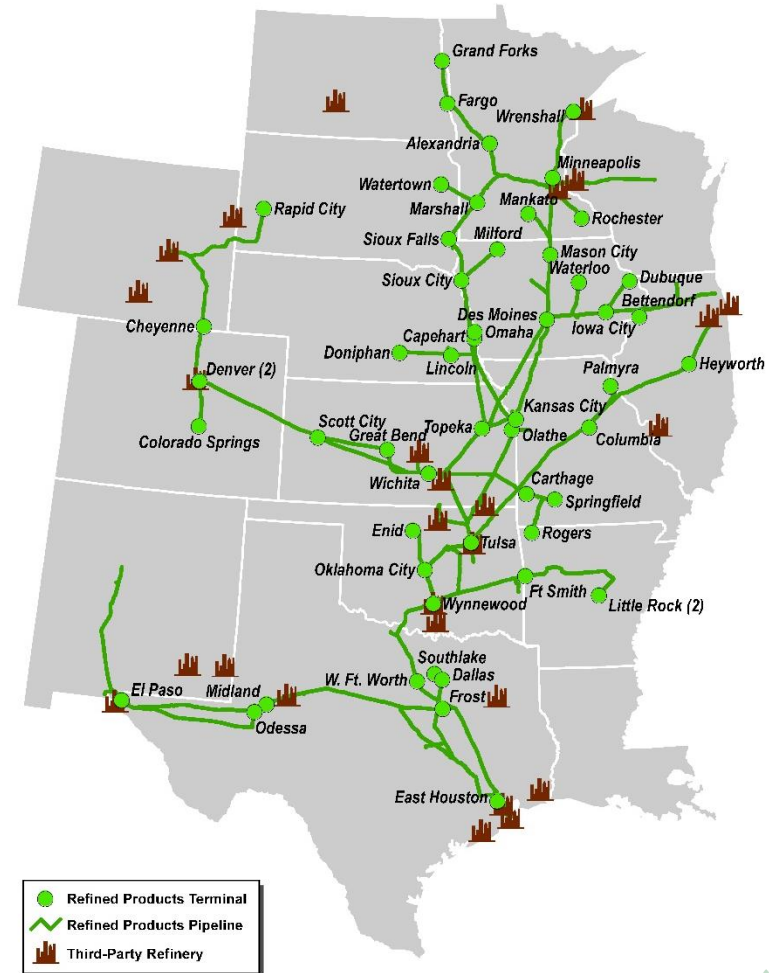 Grand Forks
Fargo
Wrenshall
Alexandria
Minneapolis
Watertown
Mankato
Marshall
Rochester
Rapid City
Sioux Falls
Milford
Mason City
Waterloo
Dubuque
Sioux City
Bettendorf
Des Moines
Cheyenne
Capehart
Omaha
Iowa City
Doniphan
Lincoln
Palmyra
Heyworth
Denver (2)
Kansas City
Scott City
Topeka
Olathe
Columbia
Colorado Springs
Great Bend
Wichita
Carthage
Springfield
Enid
Tulsa
Rogers
Oklahoma City
Ft Smith
Wynnewood
Little Rock (2)
Southlake
W. Ft. Worth
Dallas
El Paso
Midland
Frost
Odessa
East Houston
Refined Products Terminal
Refined Products Pipeline
Third-Party Refinery